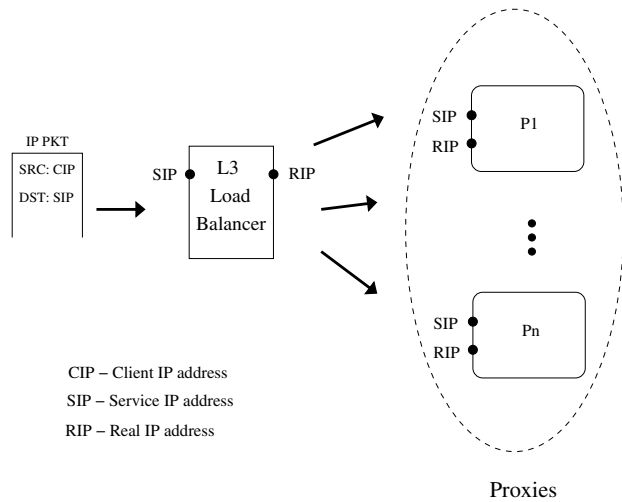 IP PKT
SRC: CIP
DST: SIP
SIP
L3
Load
Balancer
RIP
SIP
RIP
P1
SIP
RIP
Pn
CIP – Client IP address
SIP – Service IP address
RIP – Real IP address
Proxies